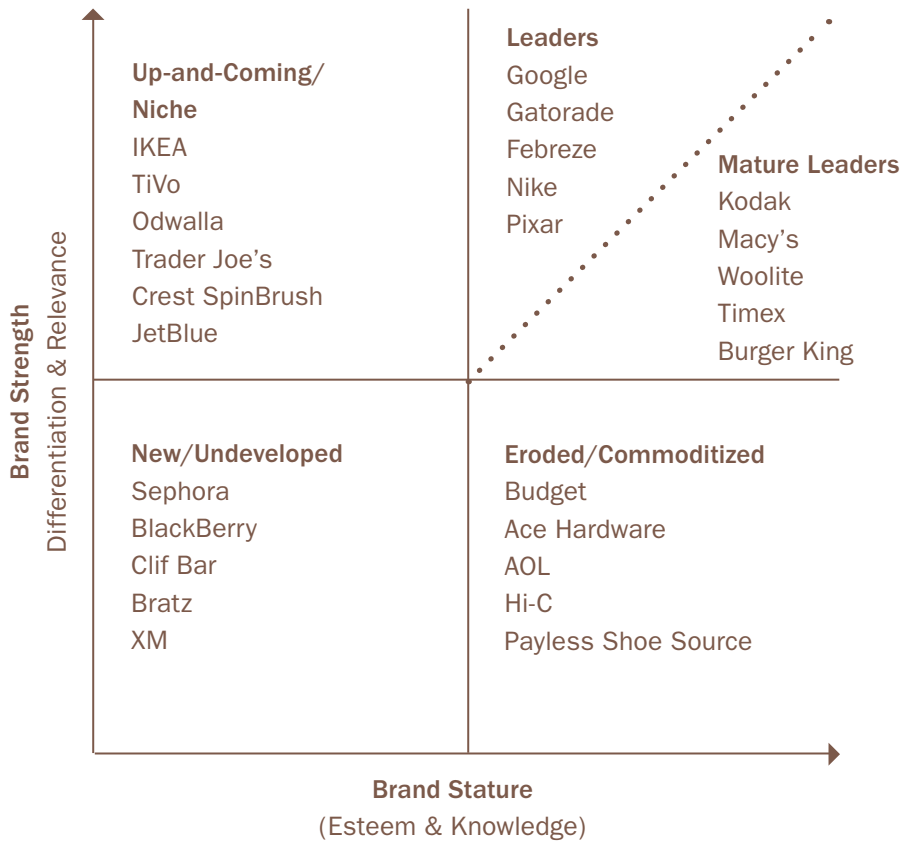 Up-and-Coming/
Niche
IKEA
TiVo
Odwalla
Trader Joe’s
Crest SpinBrush
JetBlue
Leaders
Google
Gatorade
Febreze
Nike
Pixar
Mature Leaders
Kodak
Macy’s
Woolite
Timex
Burger King
Brand Strength
Differentiation & Relevance
New/Undeveloped
Sephora
BlackBerry
Clif Bar
Bratz
XM
Eroded/Commoditized
Budget
Ace Hardware
AOL
Hi-C
Payless Shoe Source
Brand Stature
(Esteem & Knowledge)